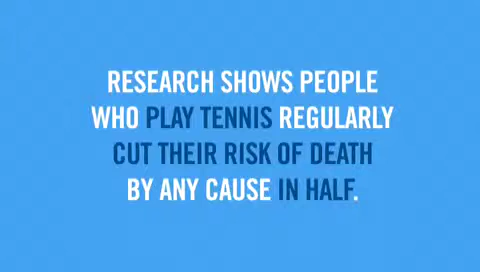 RESEARCH SHOWS PEOPLE
WHO PLAY TENNIS REGULARLY
CUT THEIR RISK OF DEATH
BY ANY CAUSE IN HALF.